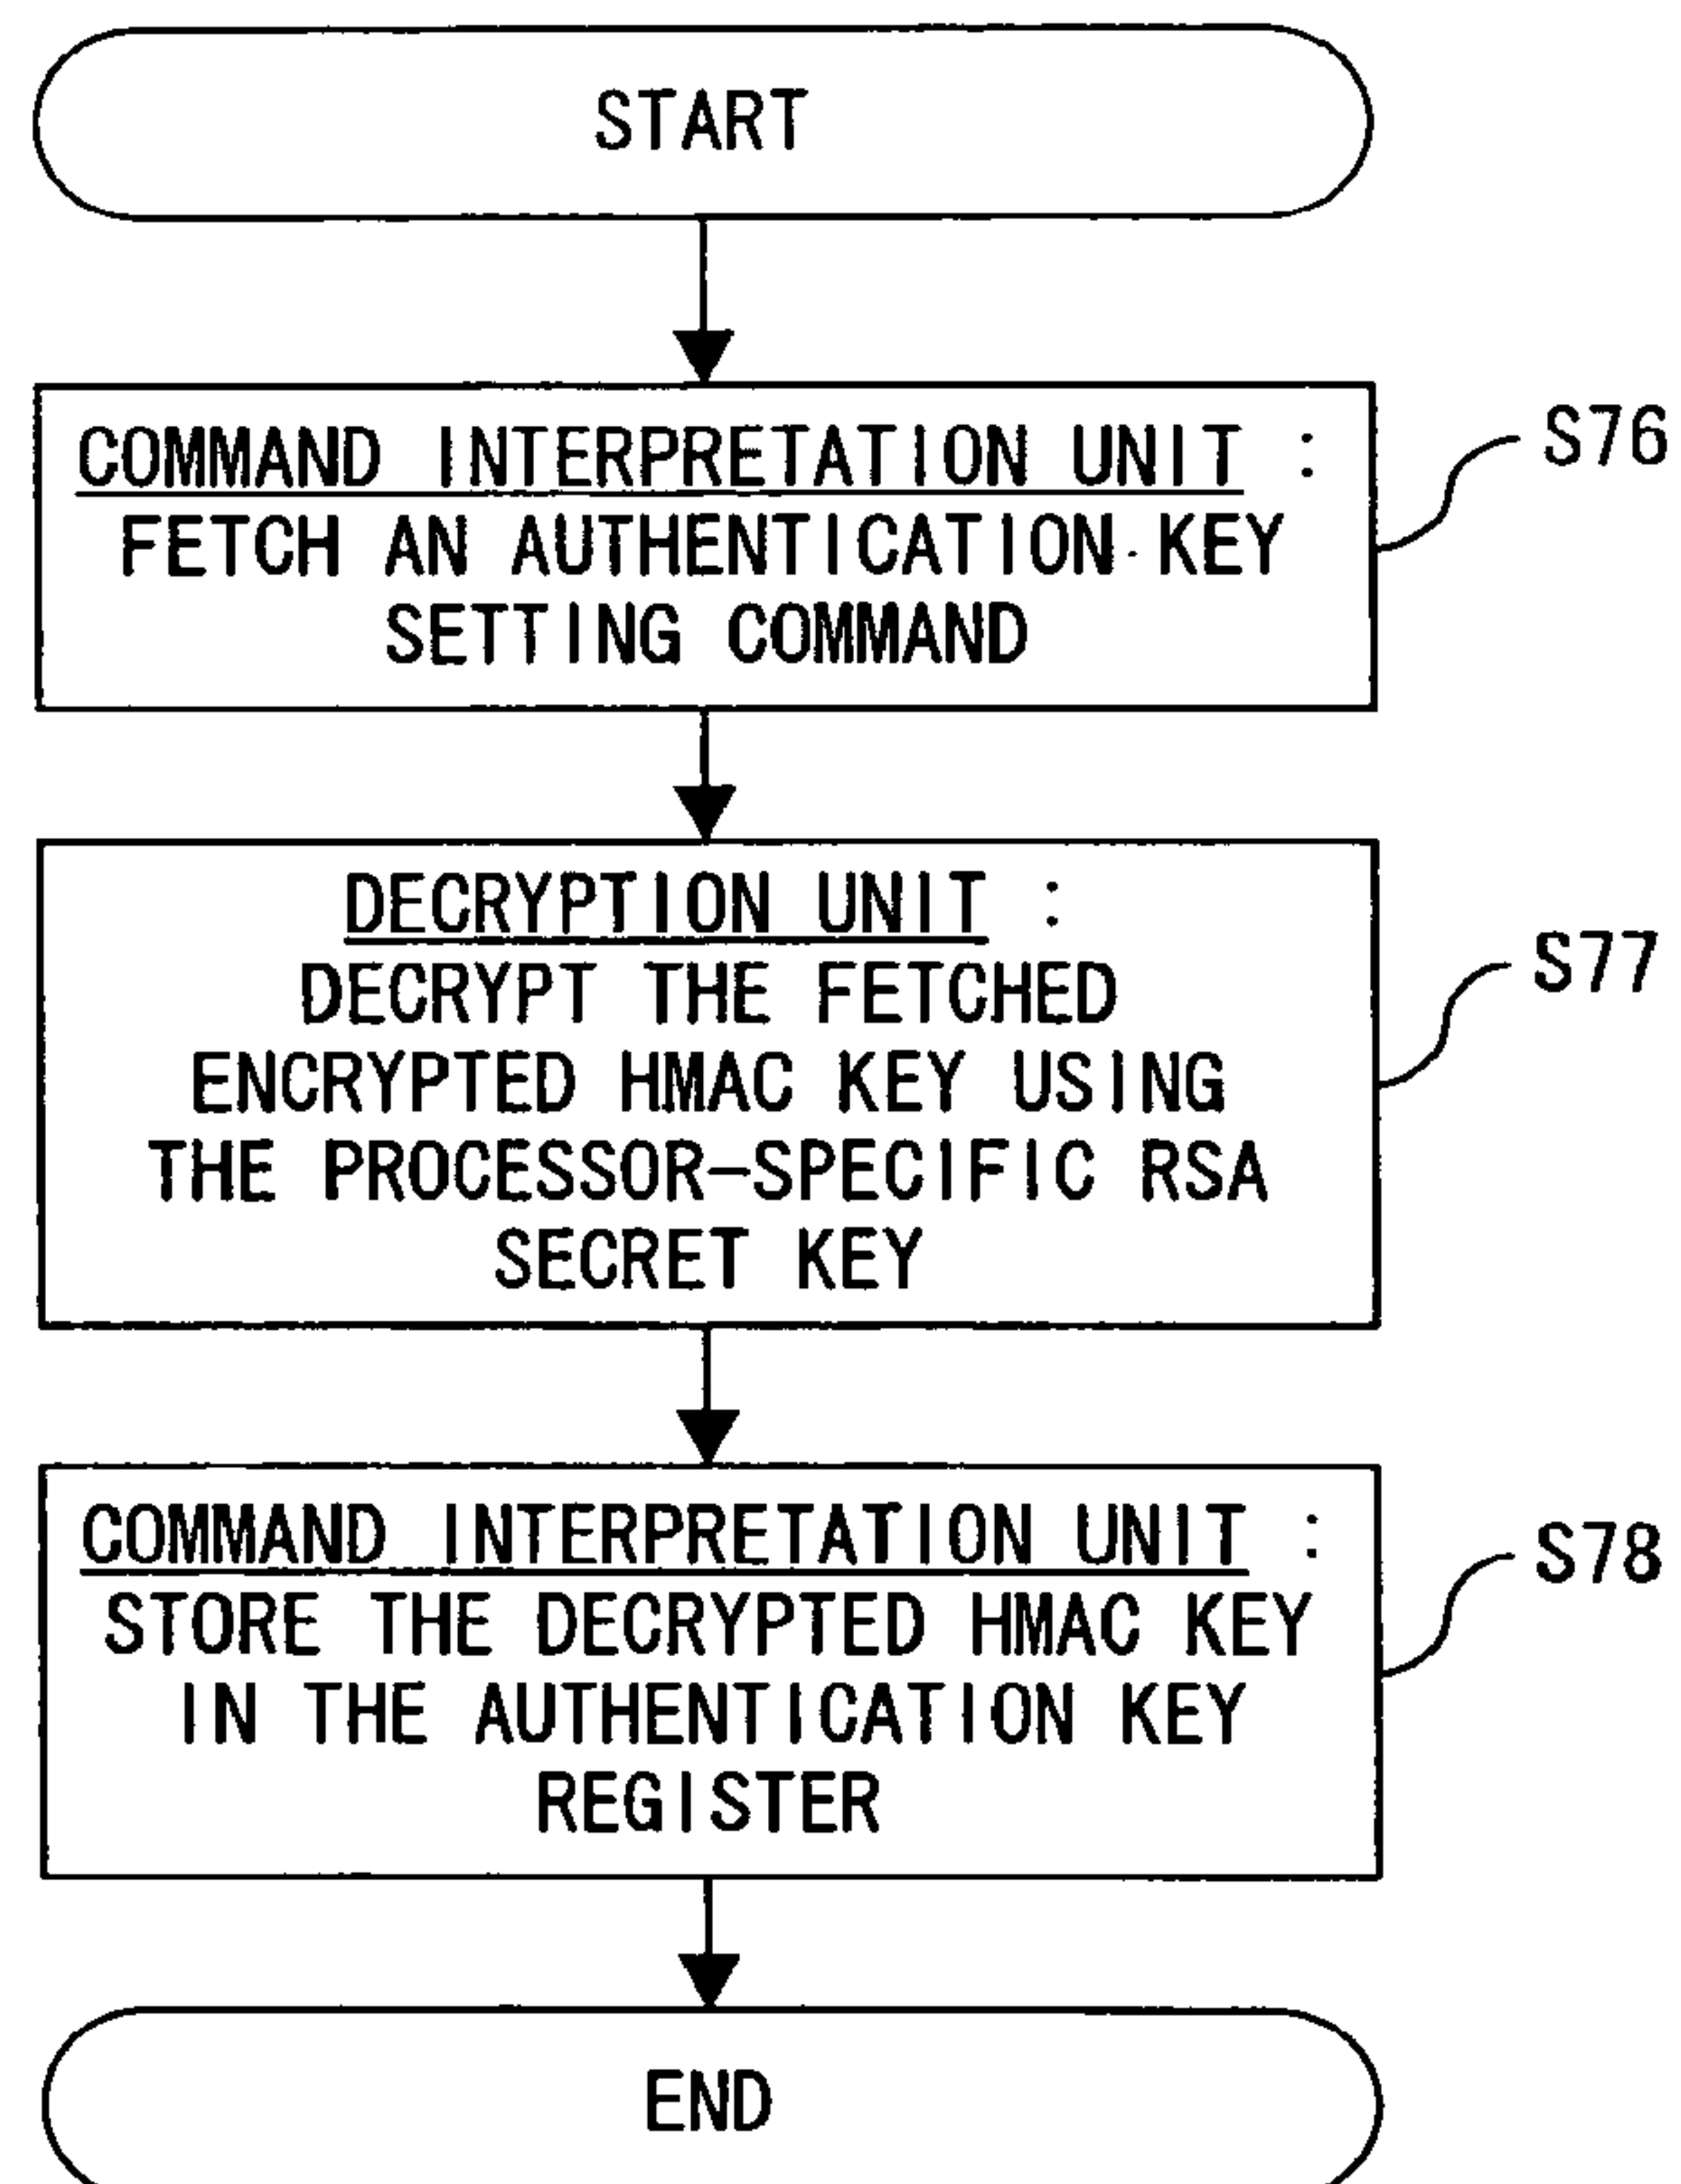 START
COMMAND INTERPRETATION UNIT :
FETCH AN AUTHENTICATION KEY
SETTING COMMAND
S76
DECRYPTION UNIT :
DECRYPT THE FETCHED
ENCRYPTED HMAC KEY USING
THE PROCESSOR-SPECIFIC RSA
SECRET KEY
S77
COMMAND INTERPRETATION UNIT :
STORE THE DECRYPTED HMAC KEY
IN THE AUTHENTICATION KEY
REGISTER
S78
END